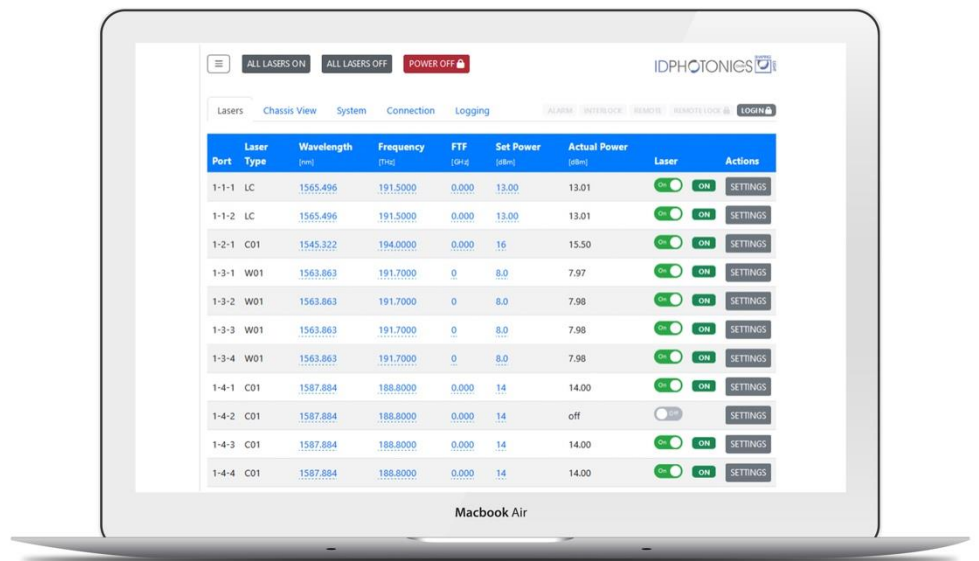 ALL LASERS ON ALL LASERS OFF POWER OFF IDPHOTONICS
Lasers Chassis View System Connection Logging ALARM INTERLOCK REMOTE REMOTE LOCK LOGIN
Port Laser Type Wavelength [nm] Frequency [THz] FTF [GHz] Set Power [dBm] Actual Power [dBm] Laser Actions
1-1-1 LC 1565.496 191.5000 0.000 13.00 13.01 On ON SETTINGS
1-1-2 LC 1565.496 191.5000 0.000 13.00 13.01 On ON SETTINGS
1-2-1 C01 1545.322 194.0000 0.000 16 15.50 On ON SETTINGS
1-3-1 W01 1563.863 191.7000 0 8.0 7.97 On ON SETTINGS
1-3-2 W01 1563.863 191.7000 0 8.0 7.98 On ON SETTINGS
1-3-3 W01 1563.863 191.7000 0 8.0 7.98 On ON SETTINGS
1-3-4 W01 1563.863 191.7000 0 8.0 7.98 On ON SETTINGS
1-4-1 C01 1587.884 188.8000 0.000 14 14.00 On ON SETTINGS
1-4-2 C01 1587.884 188.8000 0.000 14 off Off SETTINGS
1-4-3 C01 1587.884 188.8000 0.000 14 14.00 On ON SETTINGS
1-4-4 C01 1587.884 188.8000 0.000 14 14.00 On ON SETTINGS
Macbook Air